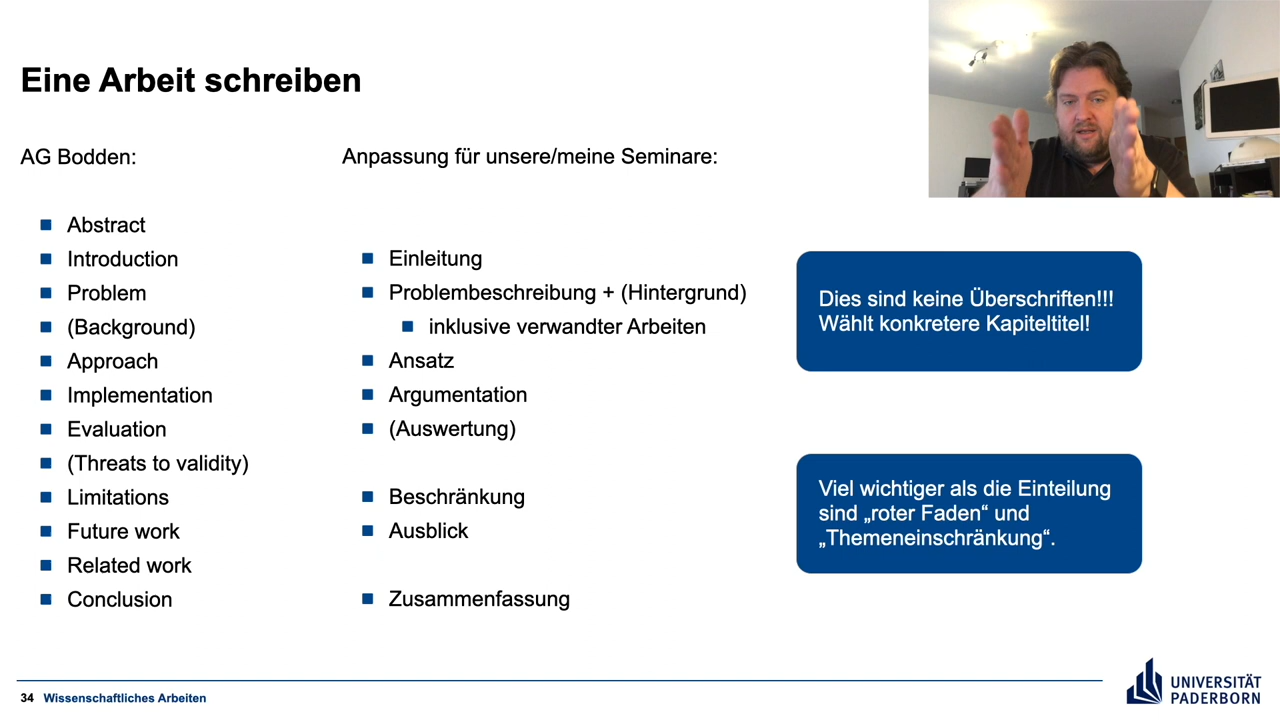 Eine Arbeit schreiben
AG Bodden:
Abstract
Introduction
Problem
(Background)
Approach
Implementation
Evaluation
(Threats to validity)
Limitations
Future work
Related work
Conclusion
Anpassung für unsere/meine Seminare:
Einleitung
Problembeschreibung + (Hintergrund)
inklusive verwandter Arbeiten
Ansatz
Argumentation
(Auswertung)
Beschränkung
Ausblick
Zusammenfassung
Dies sind keine Überschriften!!!
Wählt konkretere Kapiteltitel!
Viel wichtiger als die Einteilung
sind „roter Faden“ und
„Themeneinschränkung“.
34 Wissenschaftliches Arbeiten
UNIVERSITÄT
PADERBORN